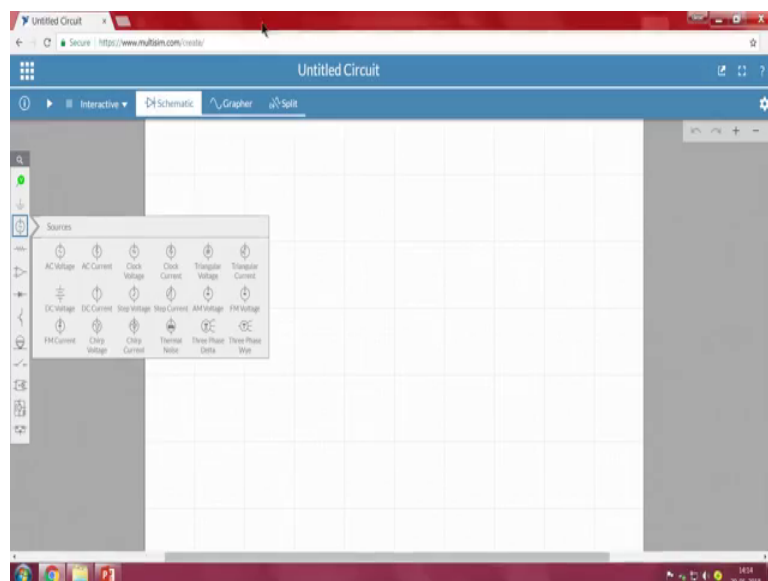 Untitled Circuit
Secure https://www.multisim.com/create/
Untitled Circuit
Interactive Schematic Grapher Split
Sources
AC Voltage AC Current Clock Voltage Clock Current Triangular Voltage Triangular Current
DC Voltage DC Current Step Voltage Step Current AM Voltage FM Voltage
FM Current Chirp Voltage Chirp Current Thermal Noise Three Phase Delta Three Phase Wye
14:14